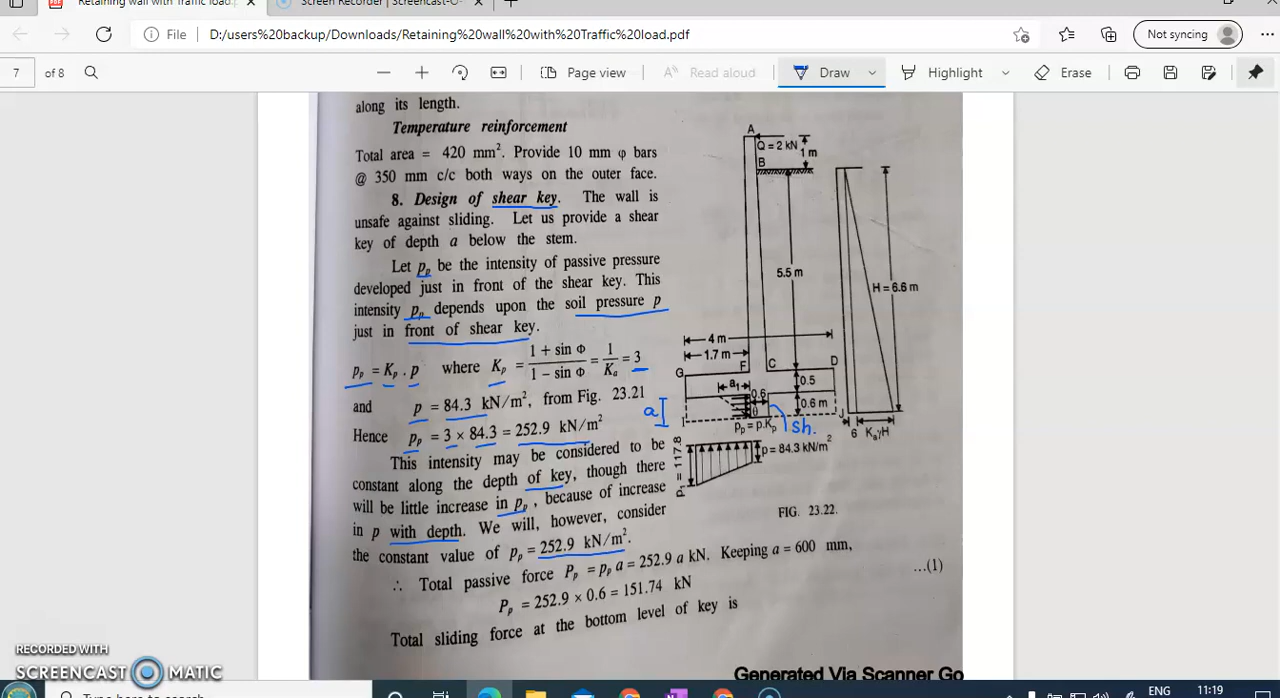 Retaining wall with Traffic load.
Screen Recorder | Screencast-O-
File D:/users%20backup/Downloads/Retaining%20wall%20with%20Traffic%20load.pdf
Not syncing
7 of 8 Page view Read aloud Draw Highlight Erase
along its length.
Temperature reinforcement
Total area = 420 mm². Provide 10 mm φ bars
@ 350 mm c/c both ways on the outer face.
8. Design of shear key. The wall is
unsafe against sliding. Let us provide a shear
key of depth a below the stem.
Let pₚ be the intensity of passive pressure
developed just in front of the shear key. This
intensity pₚ depends upon the soil pressure p
just in front of shear key.
pₚ = Kₚ . p where Kₚ = (1 + sin Φ)/(1 − sin Φ) = 1/Kₐ = 3
and p = 84.3 kN/m², from Fig. 23.21
Hence pₚ = 3 × 84.3 = 252.9 kN/m²
This intensity may be considered to be
constant along the depth of key, though there
will be little increase in pₚ, because of increase
in p with depth. We will, however, consider
the constant value of pₚ = 252.9 kN/m².
∴ Total passive force Pₚ = pₚ a = 252.9 a kN. Keeping a = 600 mm,
Pₚ = 252.9 × 0.6 = 151.74 kN ...(1)
Total sliding force at the bottom level of key is
A
Q = 2 kN
1 m
B
5.5 m
H = 6.6 m
4 m
1.7 m
F C D
G
a₁
0.5
0.6
0.6 m
a
θ
I
J
pₚ = p.Kₚ
sh.
6 KₐγH
p₁ = 117.8
p = 84.3 kN/m²
FIG. 23.22.
Generated Via Scanner Go
RECORDED WITH
SCREENCAST MATIC
Type here to search
ENG
11:19